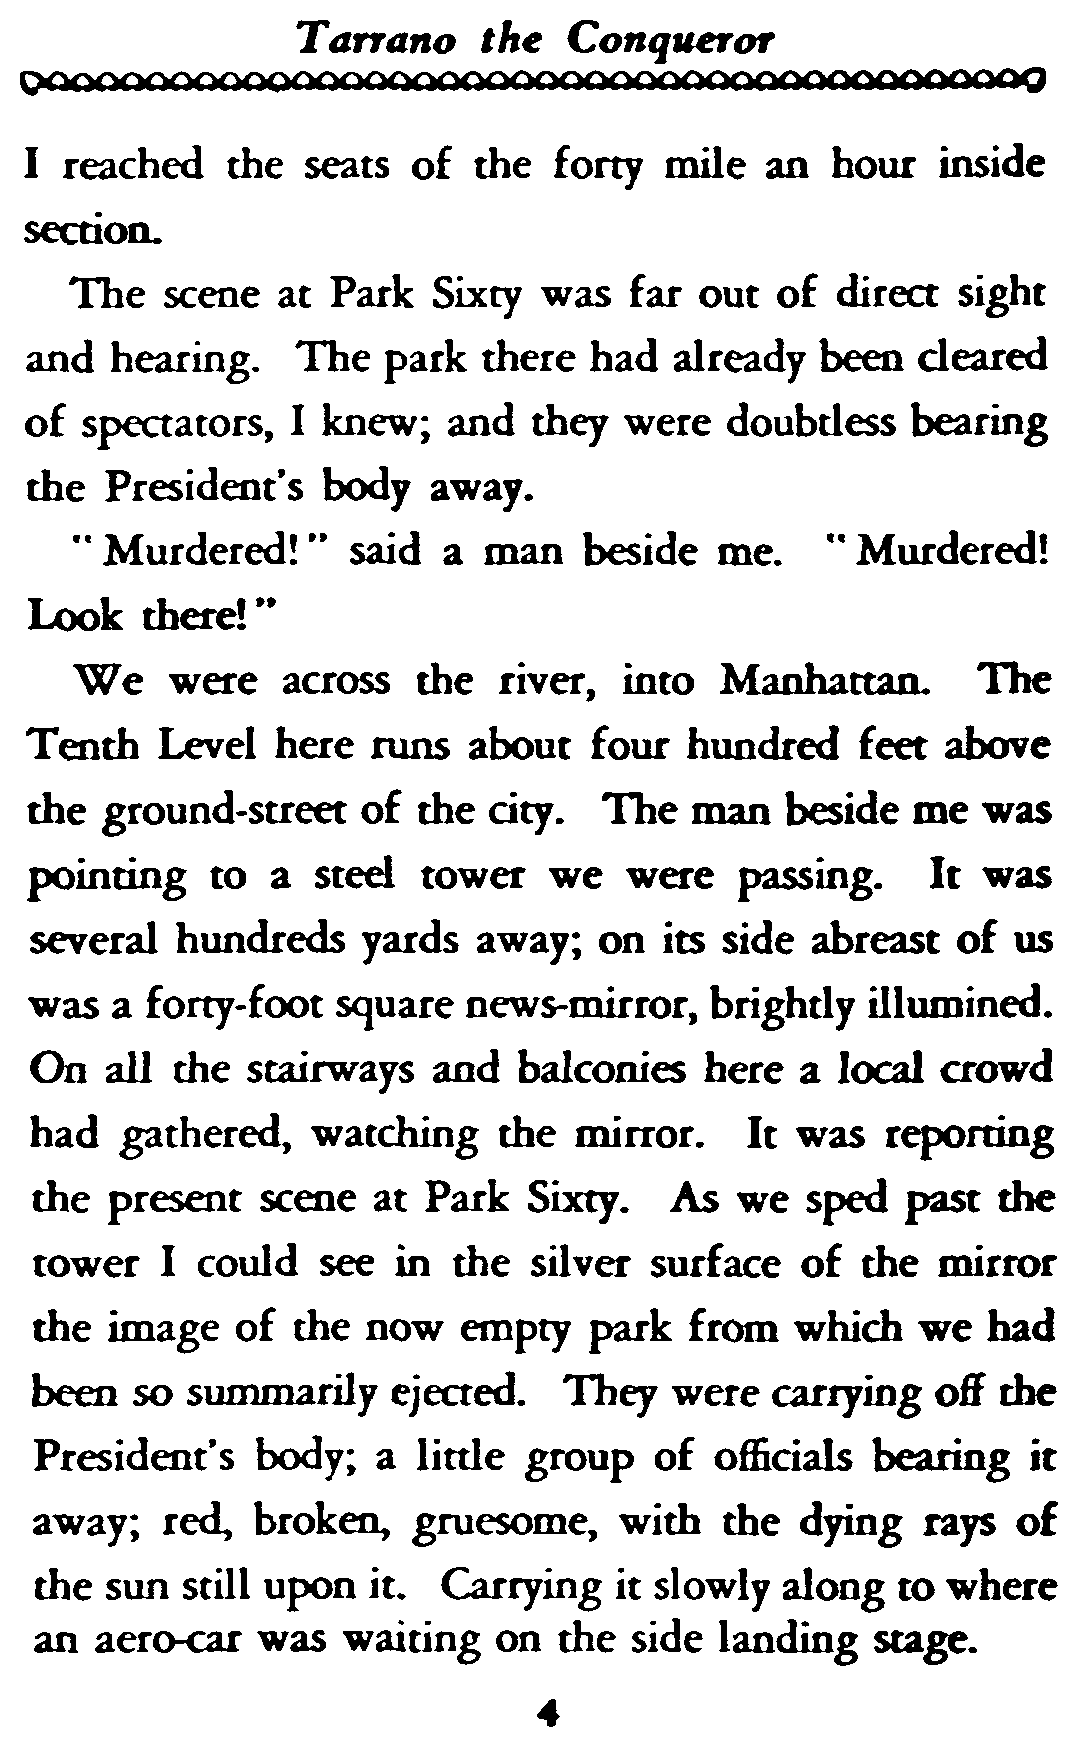 Tarrano the Conqueror
I reached the seats of the forty mile an hour inside
section.
The scene at Park Sixty was far out of direct sight
and hearing. The park there had already been cleared
of spectators, I knew; and they were doubtless bearing
the President's body away.
"Murdered!" said a man beside me. "Murdered!
Look there!"
We were across the river, into Manhattan. The
Tenth Level here runs about four hundred feet above
the ground-street of the city. The man beside me was
pointing to a steel tower we were passing. It was
several hundreds yards away; on its side abreast of us
was a forty-foot square news-mirror, brightly illumined.
On all the stairways and balconies here a local crowd
had gathered, watching the mirror. It was reporting
the present scene at Park Sixty. As we sped past the
tower I could see in the silver surface of the mirror
the image of the now empty park from which we had
been so summarily ejected. They were carrying off the
President's body; a little group of officials bearing it
away; red, broken, gruesome, with the dying rays of
the sun still upon it. Carrying it slowly along to where
an aero-car was waiting on the side landing stage.
4